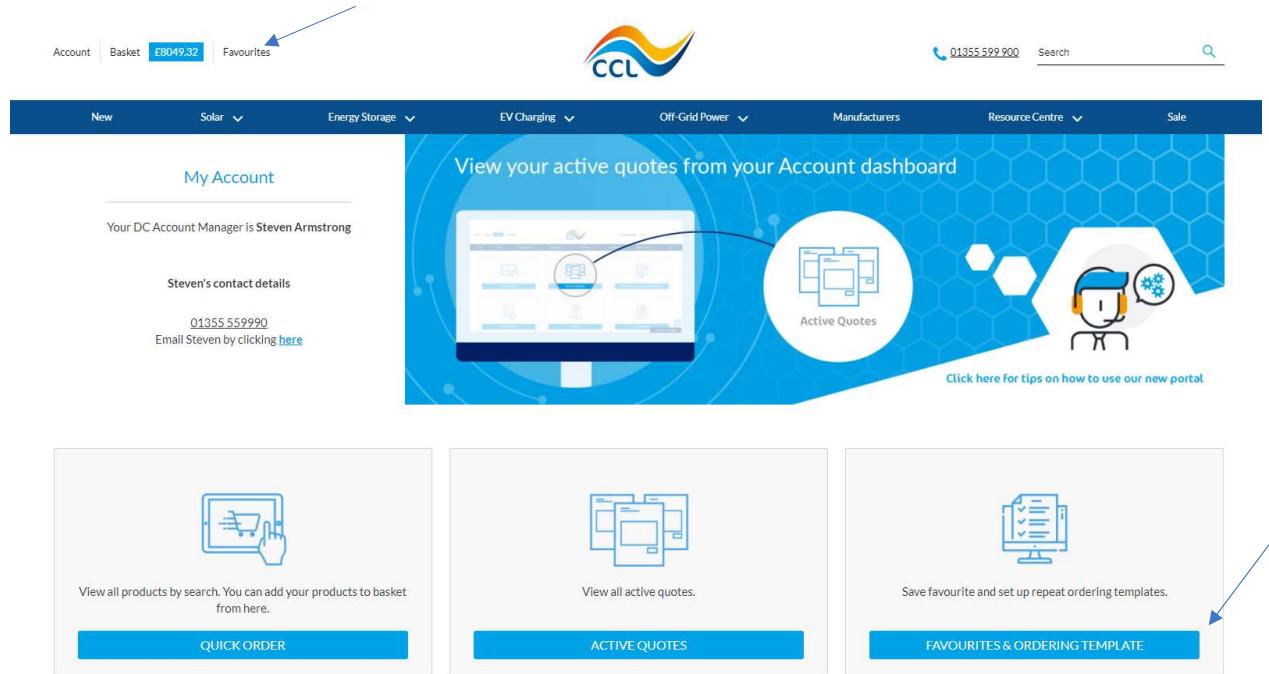 Account Basket £8049.32 Favourites
CCL
01355 599 900 Search
New Solar Energy Storage EV Charging Off-Grid Power Manufacturers Resource Centre Sale
My Account
Your DC Account Manager is Steven Armstrong
Steven's contact details
01355 559990
Email Steven by clicking here
View your active quotes from your Account dashboard
Active Quotes
Click here for tips on how to use our new portal
View all products by search. You can add your products to basket
from here.
QUICK ORDER
View all active quotes.
ACTIVE QUOTES
Save favourite and set up repeat ordering templates.
FAVOURITES & ORDERING TEMPLATE